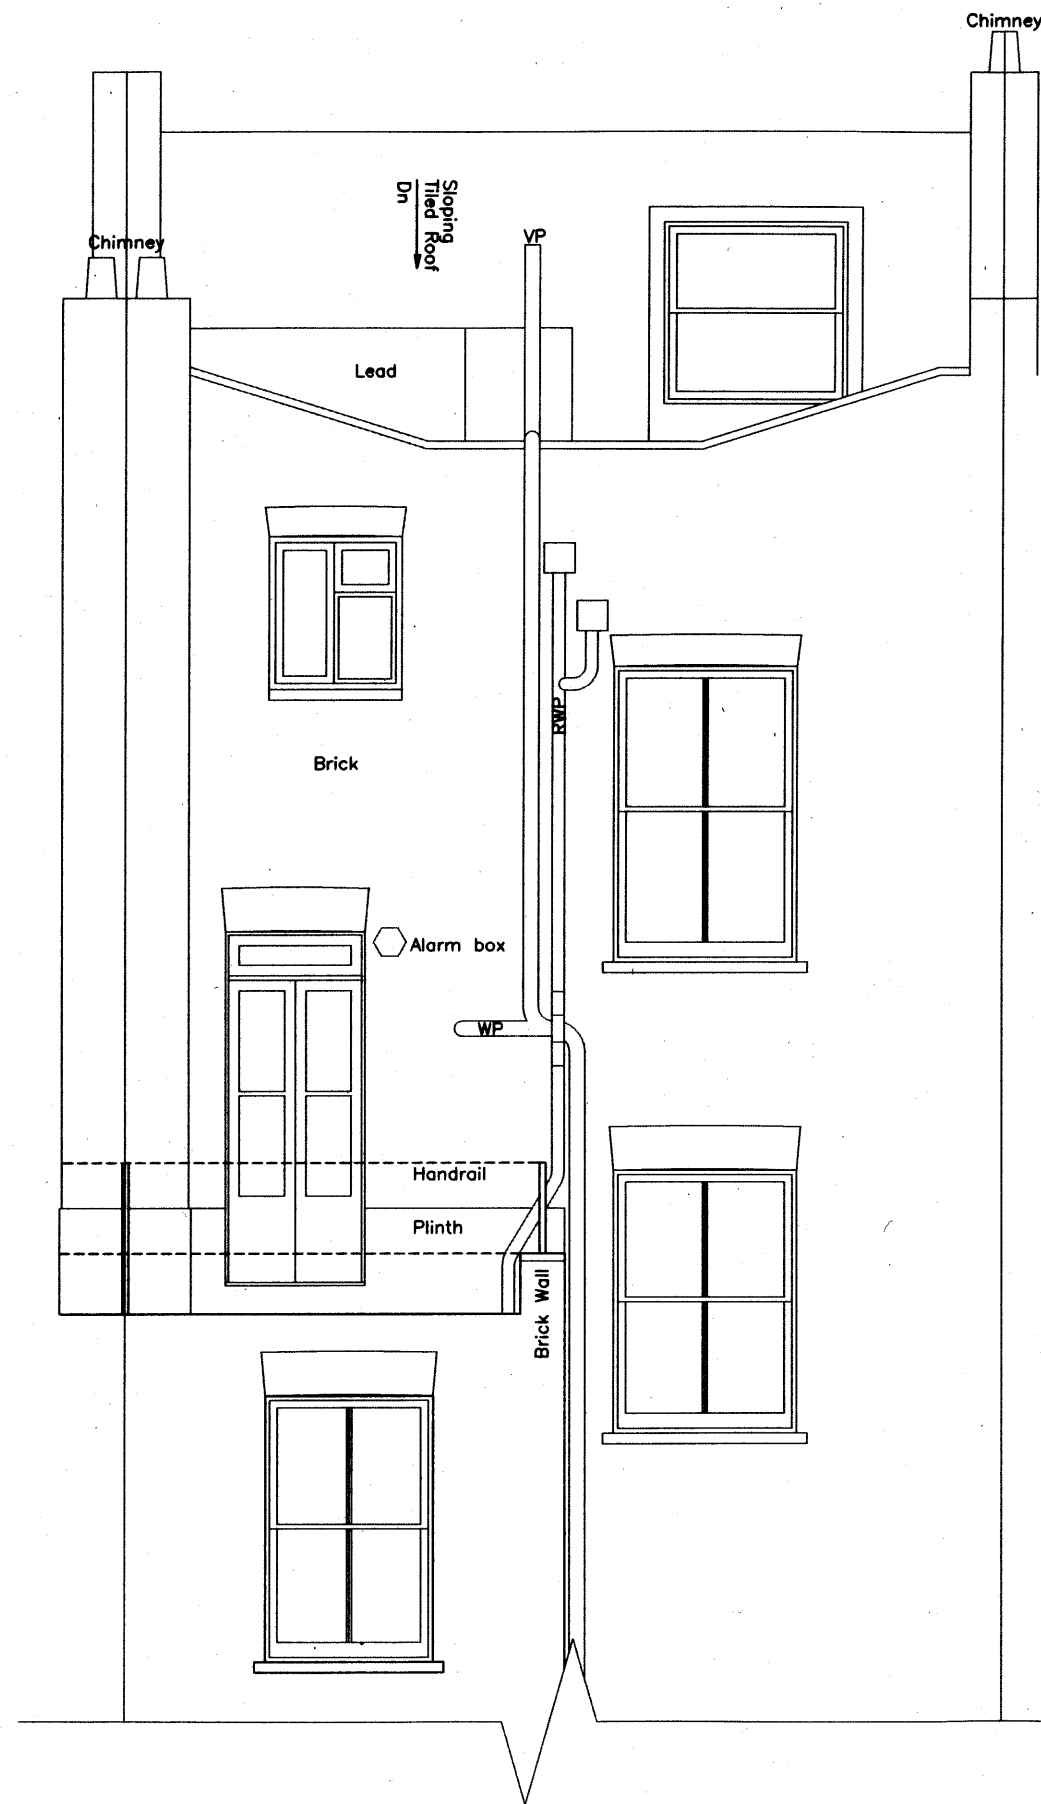 Chimney
Sloping
Tiled Roof
Dn
VP
Chimney
Lead
RWP
Brick
Alarm box
WP
Handrail
Plinth
Brick Wall